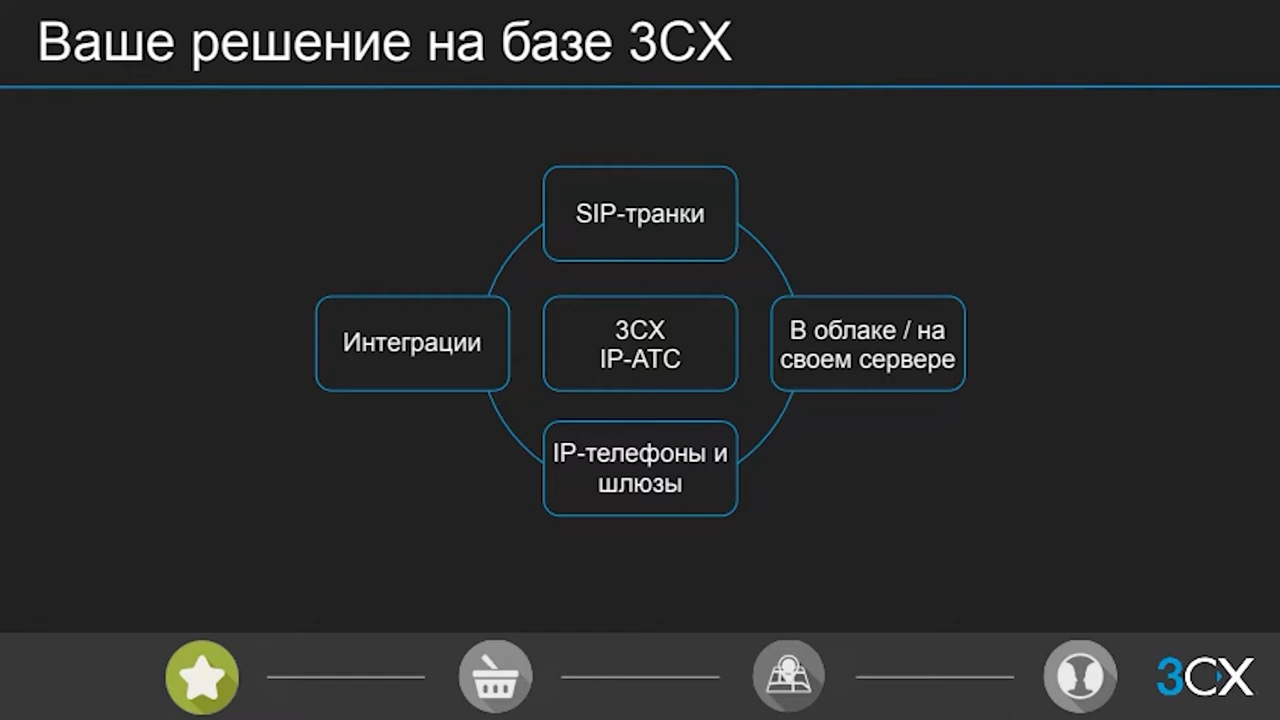 Ваше решение на базе 3CX
SIP-транки
Интеграции
3CX
IP-АТС
В облаке / на
своем сервере
IP-телефоны и
шлюзы
3CX